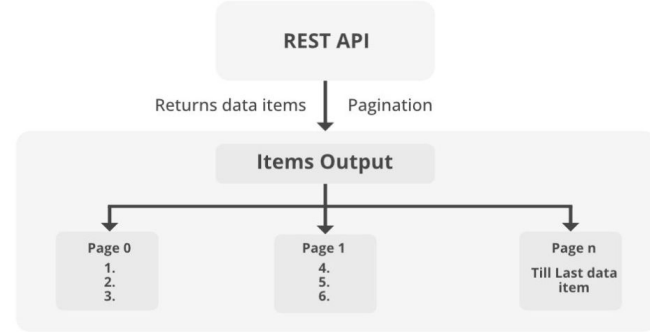 REST API
Returns data items
Pagination
Items Output
Page 0
1.
2.
3.
Page 1
4.
5.
6.
Page n
Till Last data
item